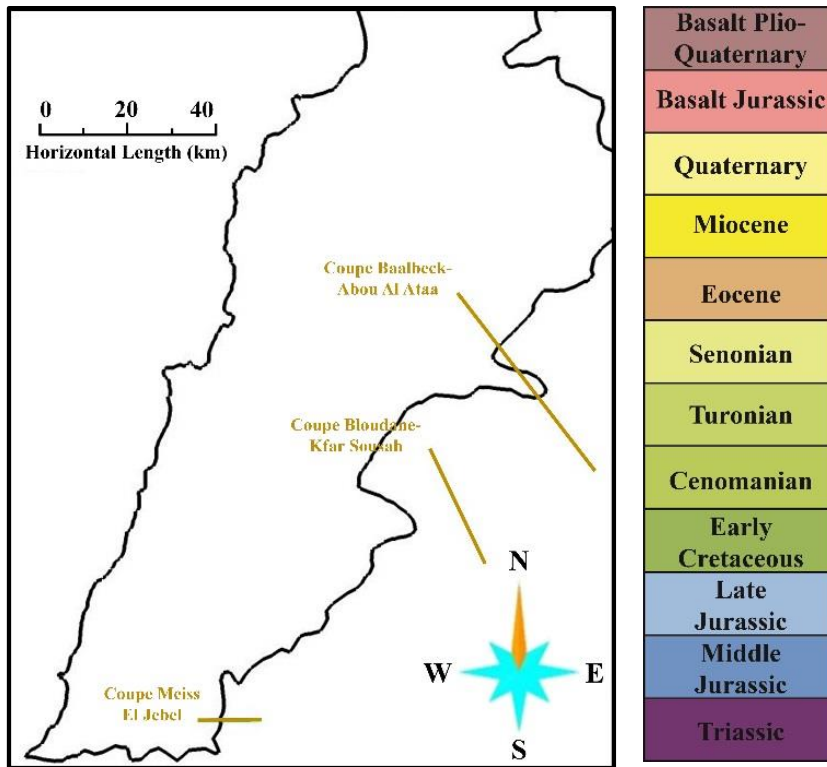 0 20 40
Horizontal Length (km)
Coupe Baalbeck-
Abou Al Ataa
Coupe Bloudane-
Kfar Sousah
Coupe Meiss
El Jebel
N
W E
S
Basalt Plio-
Quaternary
Basalt Jurassic
Quaternary
Miocene
Eocene
Senonian
Turonian
Cenomanian
Early
Cretaceous
Late
Jurassic
Middle
Jurassic
Triassic